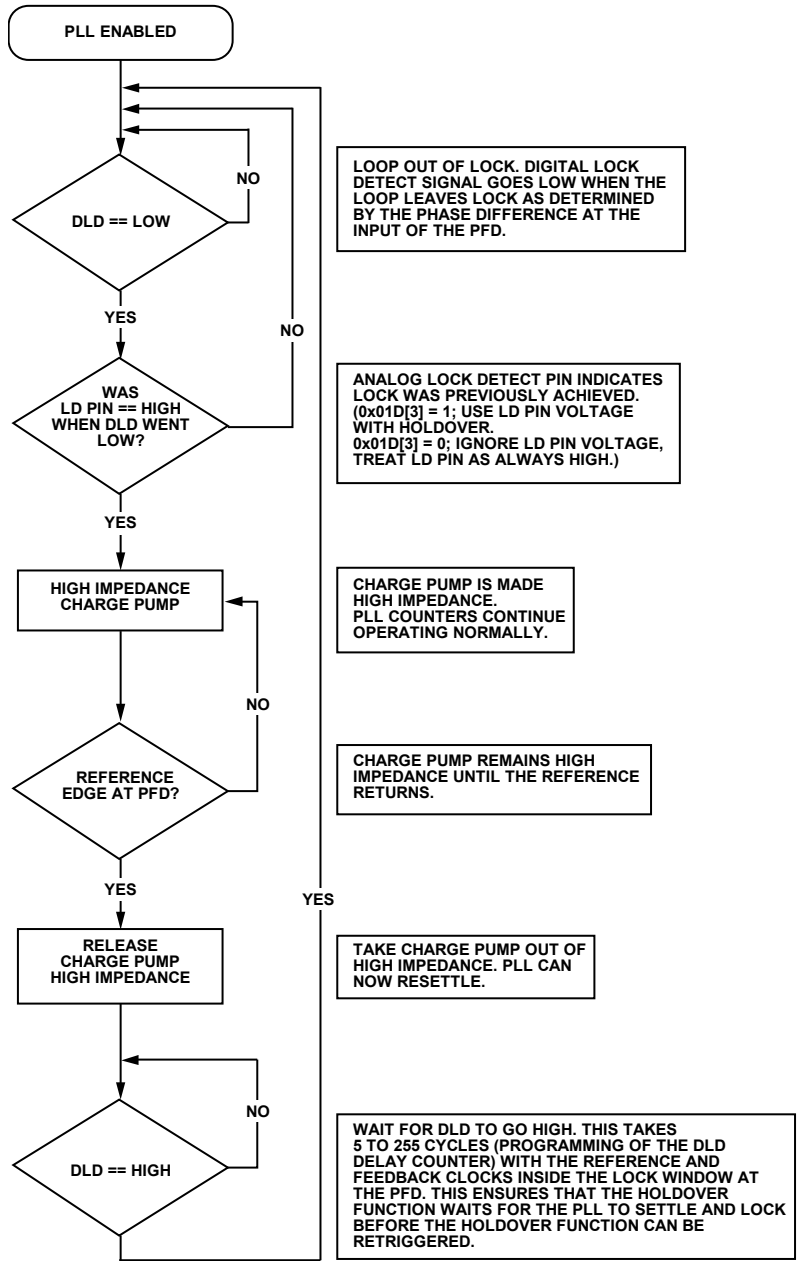 PLL ENABLED
NO
DLD == LOW
LOOP OUT OF LOCK. DIGITAL LOCK
DETECT SIGNAL GOES LOW WHEN THE
LOOP LEAVES LOCK AS DETERMINED
BY THE PHASE DIFFERENCE AT THE
INPUT OF THE PFD.
YES
NO
WAS
LD PIN == HIGH
WHEN DLD WENT
LOW?
ANALOG LOCK DETECT PIN INDICATES
LOCK WAS PREVIOUSLY ACHIEVED.
(0x01D[3] = 1; USE LD PIN VOLTAGE
WITH HOLDOVER.
0x01D[3] = 0; IGNORE LD PIN VOLTAGE,
TREAT LD PIN AS ALWAYS HIGH.)
YES
HIGH IMPEDANCE
CHARGE PUMP
CHARGE PUMP IS MADE
HIGH IMPEDANCE.
PLL COUNTERS CONTINUE
OPERATING NORMALLY.
NO
REFERENCE
EDGE AT PFD?
CHARGE PUMP REMAINS HIGH
IMPEDANCE UNTIL THE REFERENCE
RETURNS.
YES
YES
RELEASE
CHARGE PUMP
HIGH IMPEDANCE
TAKE CHARGE PUMP OUT OF
HIGH IMPEDANCE. PLL CAN
NOW RESETTLE.
NO
DLD == HIGH
WAIT FOR DLD TO GO HIGH. THIS TAKES
5 TO 255 CYCLES (PROGRAMMING OF THE DLD
DELAY COUNTER) WITH THE REFERENCE AND
FEEDBACK CLOCKS INSIDE THE LOCK WINDOW AT
THE PFD. THIS ENSURES THAT THE HOLDOVER
FUNCTION WAITS FOR THE PLL TO SETTLE AND LOCK
BEFORE THE HOLDOVER FUNCTION CAN BE
RETRIGGERED.